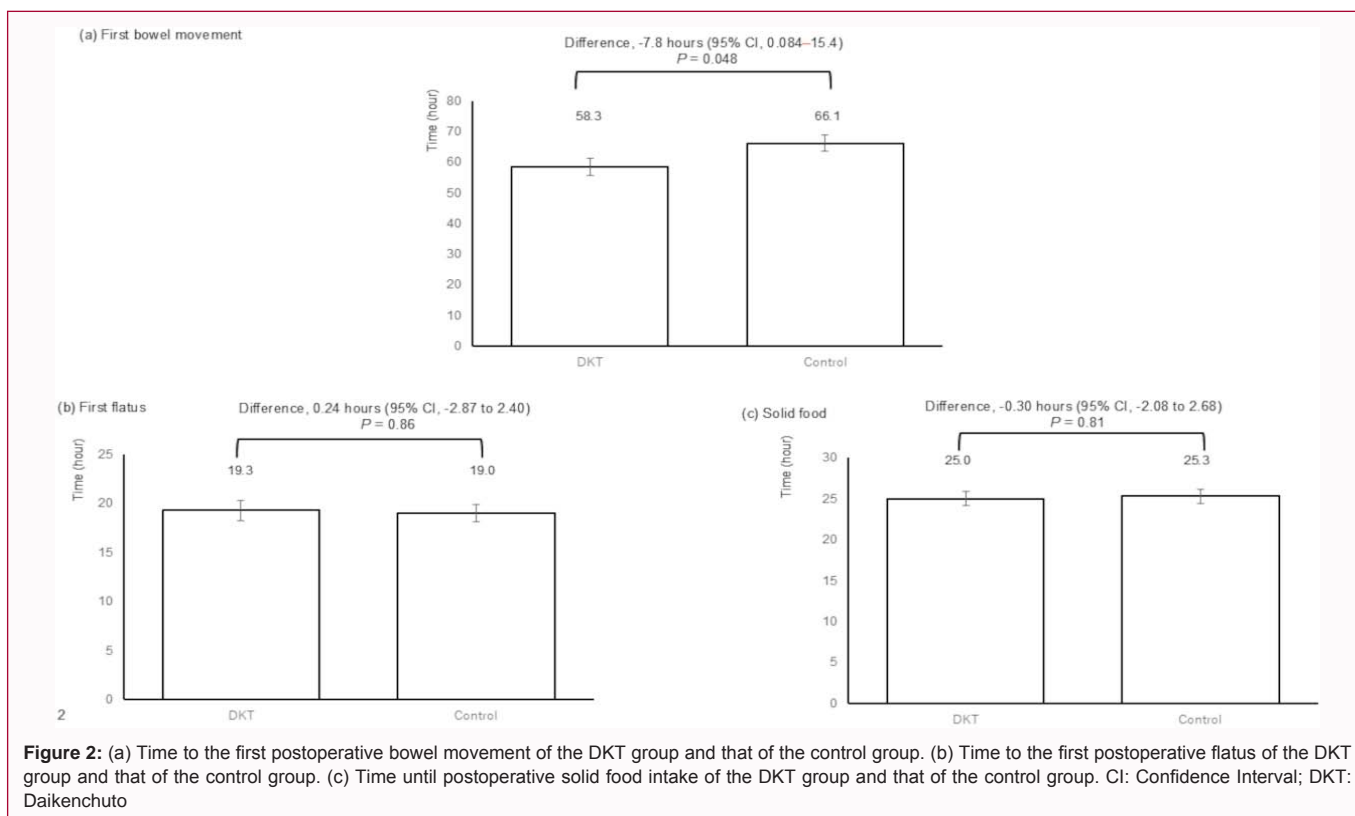 (a) First bowel movement
Difference, -7.8 hours (95% CI, 0.084–15.4)
P = 0.048
Time (hour)
80
70
60
50
40
30
20
10
0
58.3
66.1
DKT
Control
(b) First flatus
Difference, 0.24 hours (95% CI, -2.87 to 2.40)
P = 0.86
Time (hour)
25
20
15
10
5
0
19.3
19.0
DKT
Control
2
(c) Solid food
Difference, -0.30 hours (95% CI, -2.08 to 2.68)
P = 0.81
Time (hour)
30
25
20
15
10
5
0
25.0
25.3
DKT
Control
Figure 2: (a) Time to the first postoperative bowel movement of the DKT group and that of the control group. (b) Time to the first postoperative flatus of the DKT
group and that of the control group. (c) Time until postoperative solid food intake of the DKT group and that of the control group. CI: Confidence Interval; DKT:
Daikenchuto